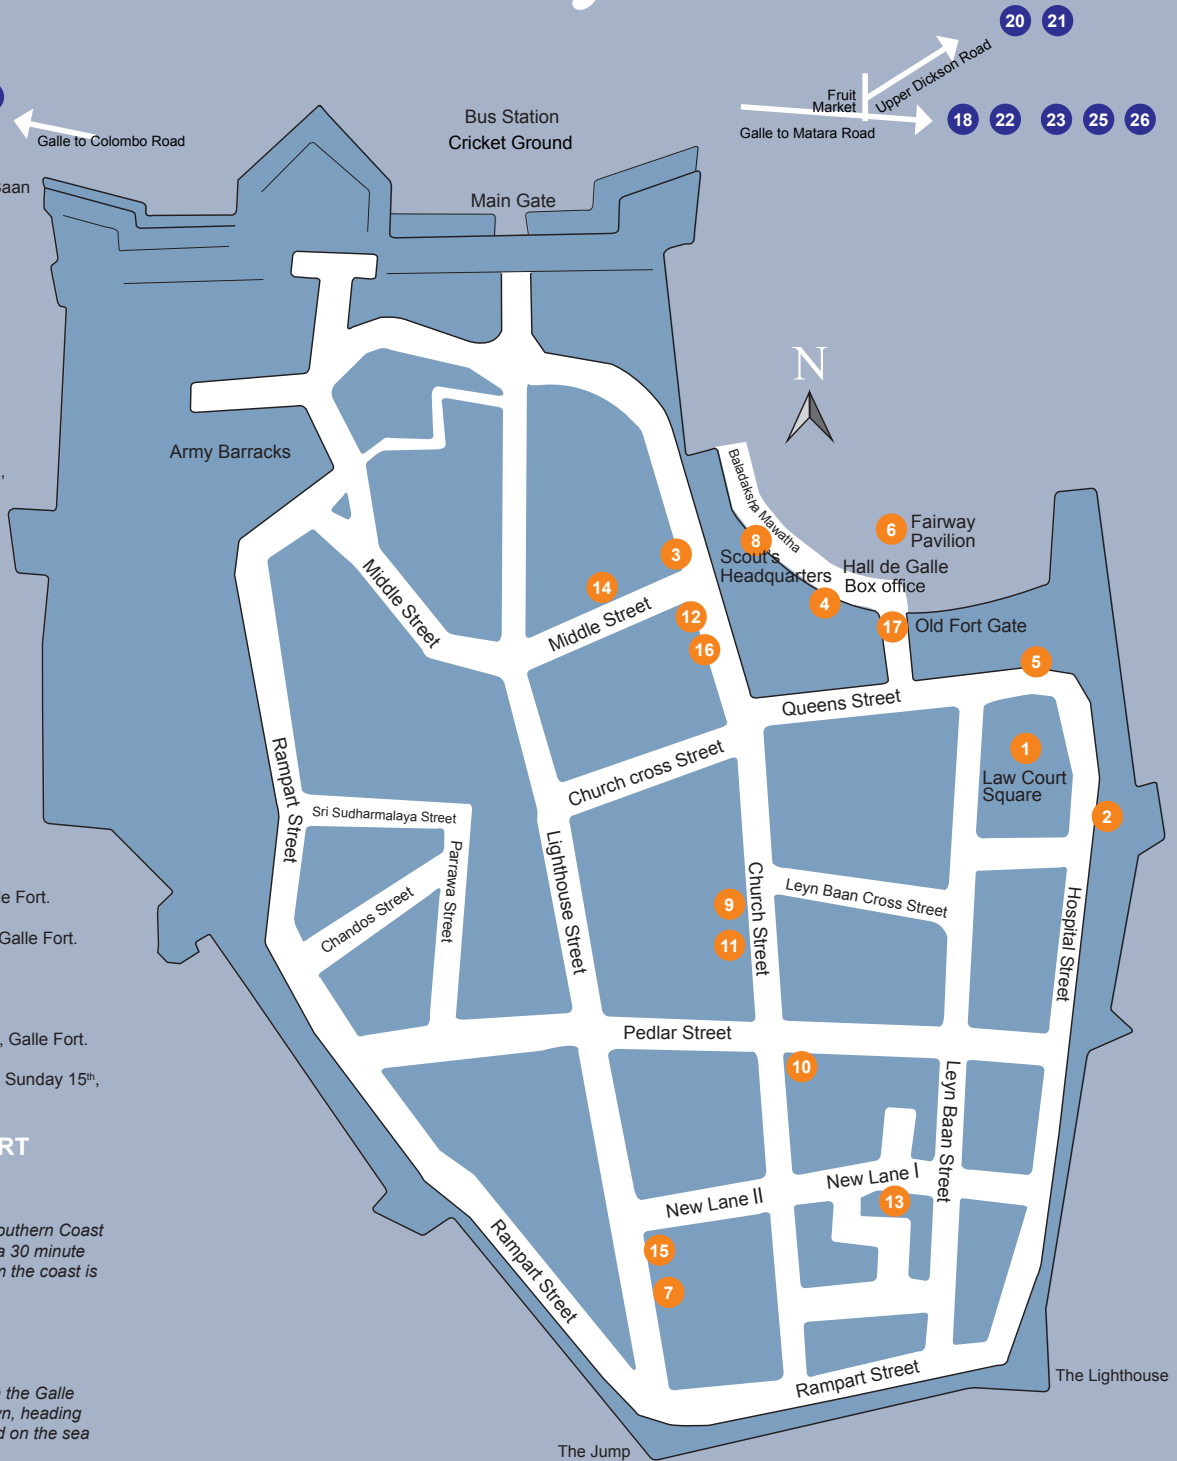 20 21
Upper Dickson Road
Fruit
Market
Galle to Matara Road
18 22 23 25 26
Galle to Colombo Road
Bus Station
Cricket Ground
Main Gate
Baan
N
Army Barracks
Baladaksha Mawatha
6 Fairway
Pavilion
8
Scout's
Headquarters
3
Hall de Galle
Box office
14
4
Middle Street
Middle Street
12
17 Old Fort Gate
16
5
Queens Street
1
Law Court
Square
Church cross Street
2
Rampart Street
Sri Sudharmalaya Street
Parrawa Street
Chandos Street
Lighthouse Street
Church Street
Leyn Baan Cross Street
Hospital Street
9
11
le Fort.
Galle Fort.
Pedlar Street
, Galle Fort.
10
Sunday 15th,
Leyn Baan Street
RT
New Lane I
13
New Lane II
outhern Coast
a 30 minute
the coast is
15
7
Rampart Street
Rampart Street
The Lighthouse
the Galle
heading
on the sea
The Jump